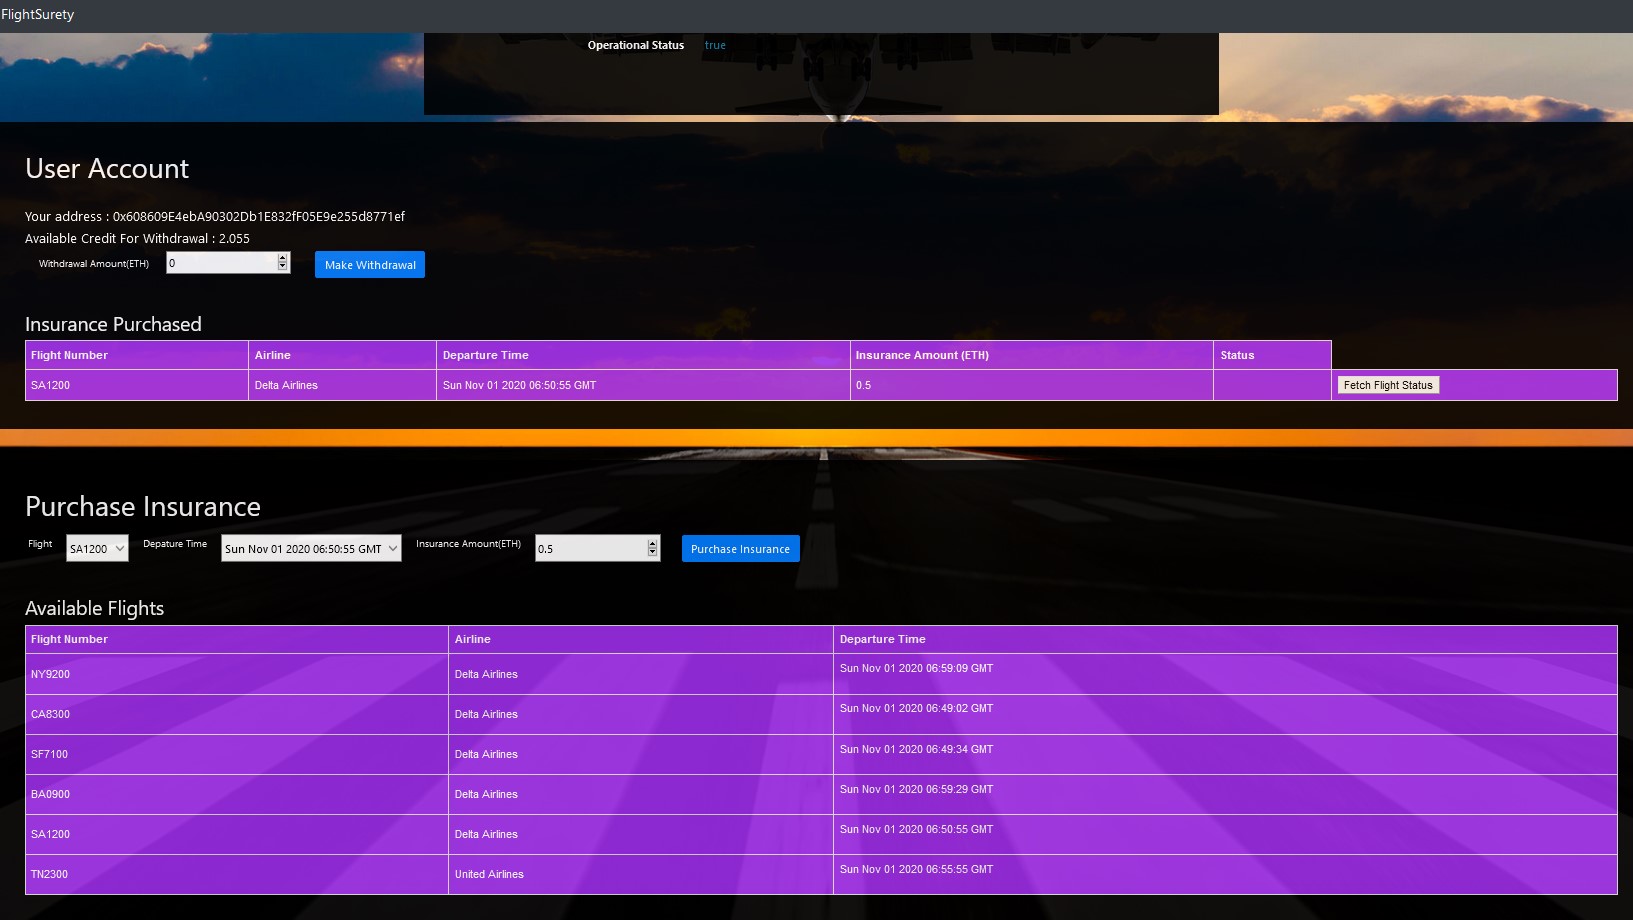 FlightSurety
Operational Status true
User Account
Your address : 0x608609E4ebA90302Db1E832fF05E9e255d8771ef
Available Credit For Withdrawal : 2.055
Withdrawal Amount(ETH) 0 Make Withdrawal
Insurance Purchased
Flight Number Airline Departure Time Insurance Amount (ETH) Status
SA1200 Delta Airlines Sun Nov 01 2020 06:50:55 GMT 0.5 Fetch Flight Status
Purchase Insurance
Flight SA1200 Depature Time Sun Nov 01 2020 06:50:55 GMT Insurance Amount(ETH) 0.5 Purchase Insurance
Available Flights
Flight Number Airline Departure Time
NY9200 Delta Airlines Sun Nov 01 2020 06:59:09 GMT
CA8300 Delta Airlines Sun Nov 01 2020 06:49:02 GMT
SF7100 Delta Airlines Sun Nov 01 2020 06:49:34 GMT
BA0900 Delta Airlines Sun Nov 01 2020 06:59:29 GMT
SA1200 Delta Airlines Sun Nov 01 2020 06:50:55 GMT
TN2300 United Airlines Sun Nov 01 2020 06:55:55 GMT